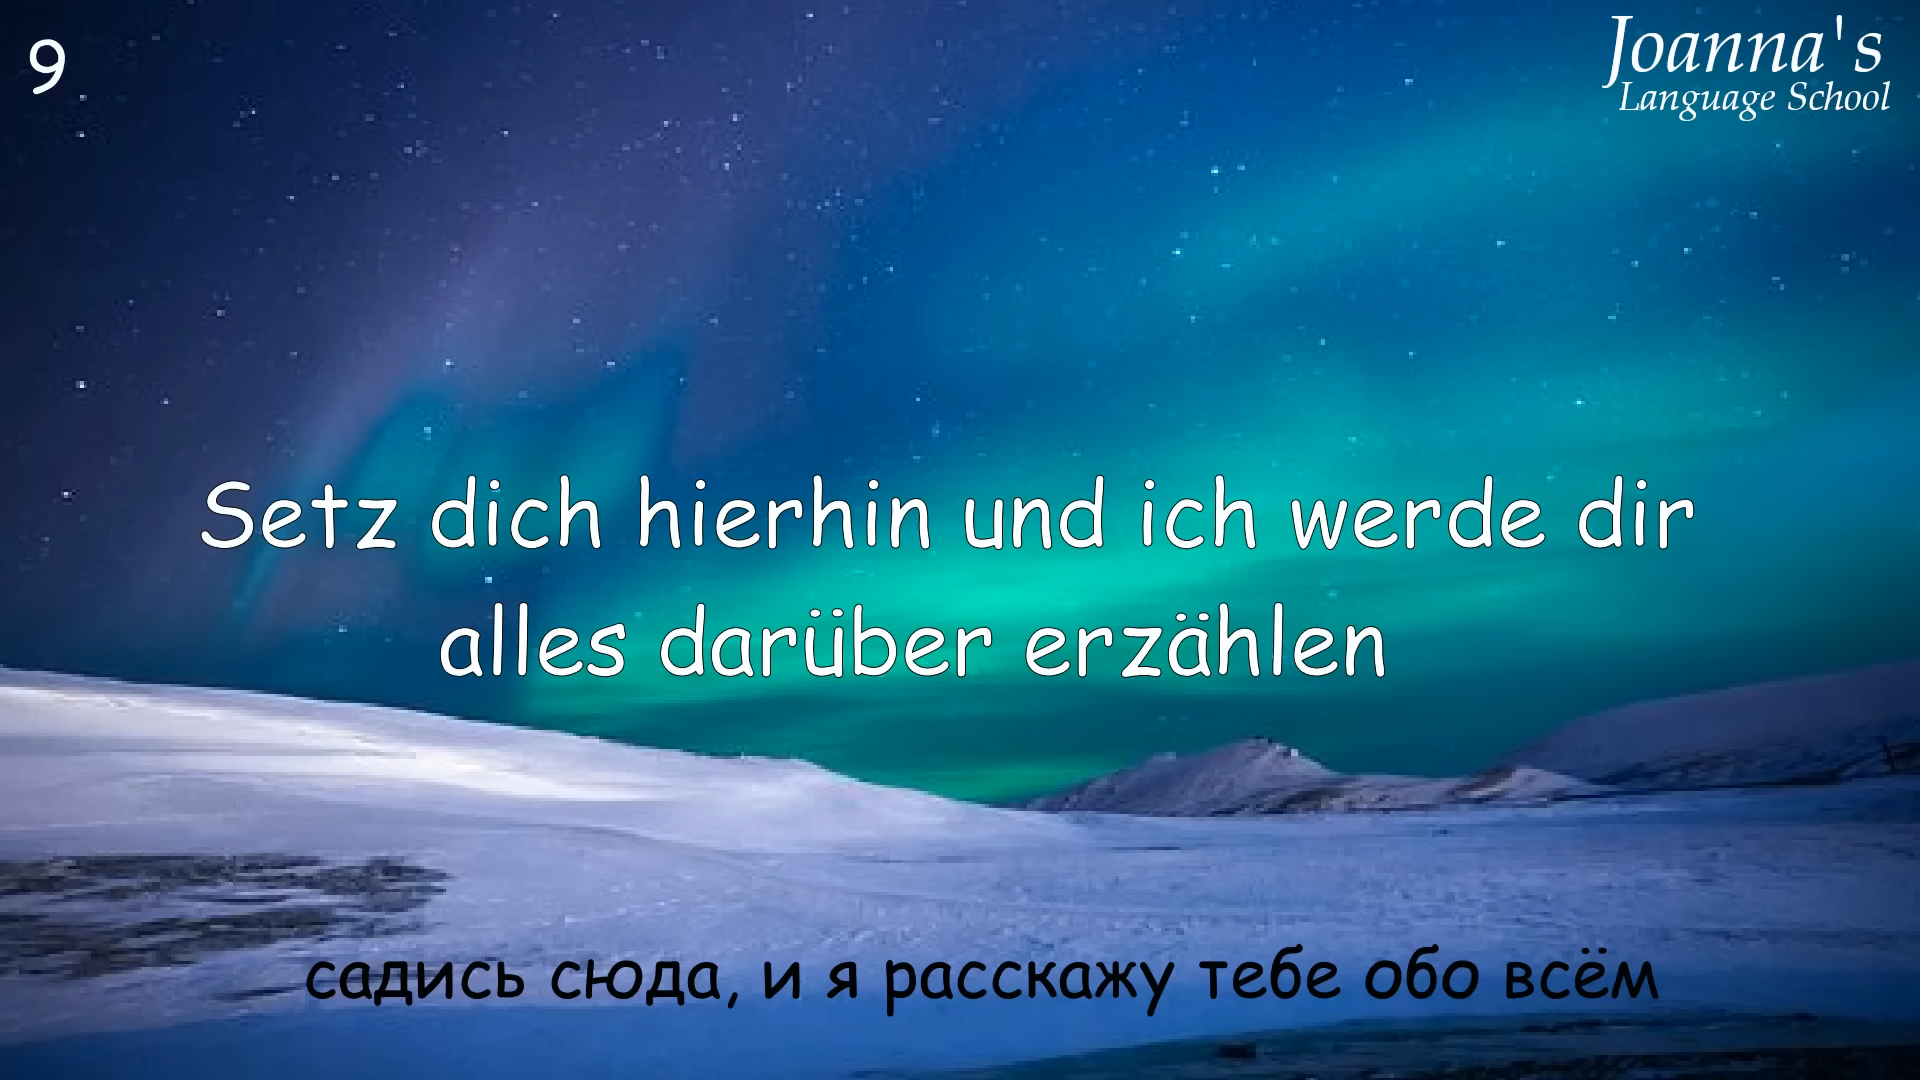 9
Joanna's
Language School
Setz dich hierhin und ich werde dir
alles darüber erzählen
садись сюда, и я расскажу тебе обо всём